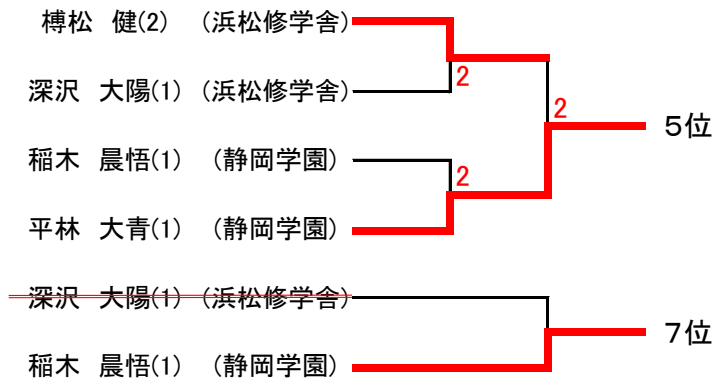 榑松 健(2) (浜松修学舎)
2
深沢 大陽(1) (浜松修学舎)
2
5位
稲木 晨悟(1) (静岡学園)
2
平林 大青(1) (静岡学園)
深沢 大陽(1) (浜松修学舎)
7位
稲木 晨悟(1) (静岡学園)